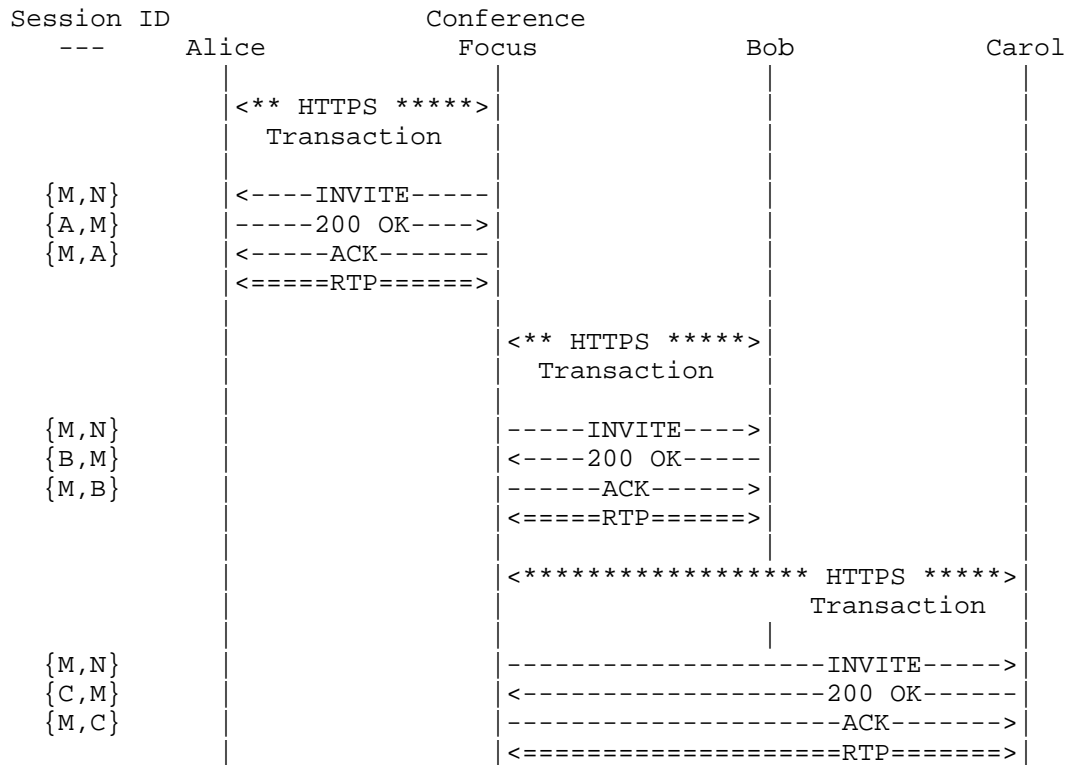 Session ID                Conference
   ---     Alice            Focus             Bob            Carol
             |                |                |               |
             |<** HTTPS *****>|                |               |
             |  Transaction   |                |               |
             |                |                |               |
  {M,N}      |<----INVITE-----|                |               |
  {A,M}      |-----200 OK---->|                |               |
  {M,A}      |<-----ACK-------|                |               |
             |<=====RTP======>|                |               |
             |                |                |               |
             |                |<** HTTPS *****>|               |
             |                |  Transaction   |               |
             |                |                |               |
  {M,N}      |                |-----INVITE---->|               |
  {B,M}      |                |<----200 OK-----|               |
  {M,B}      |                |------ACK------>|               |
             |                |<=====RTP======>|               |
             |                |                |               |
             |                |<****************** HTTPS *****>|
             |                |                   Transaction  |
             |                |                |               |
  {M,N}      |                |--------------------INVITE----->|
  {C,M}      |                |<-------------------200 OK------|
  {M,C}      |                |---------------------ACK------->|
             |                |<====================RTP=======>|